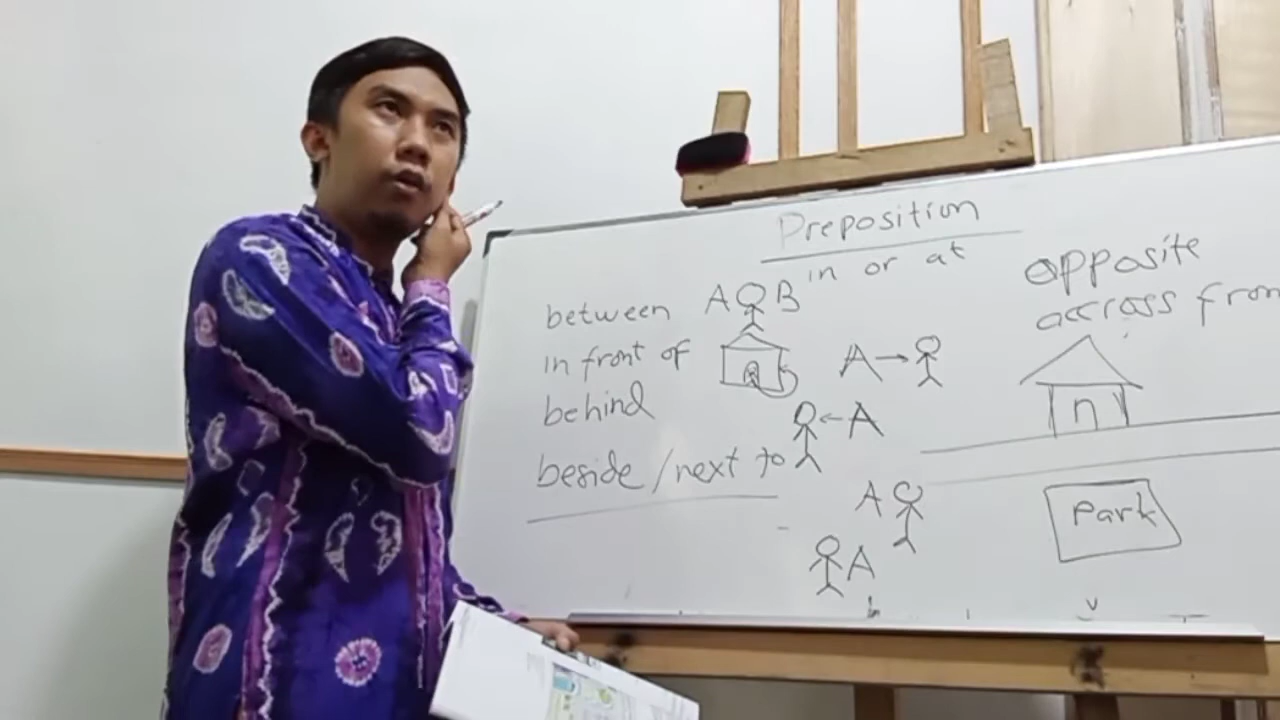 Preposition
in or at
between A B
in front of
A →
behind
← A
beside / next to
A
A
opposite
accross from
n
Park